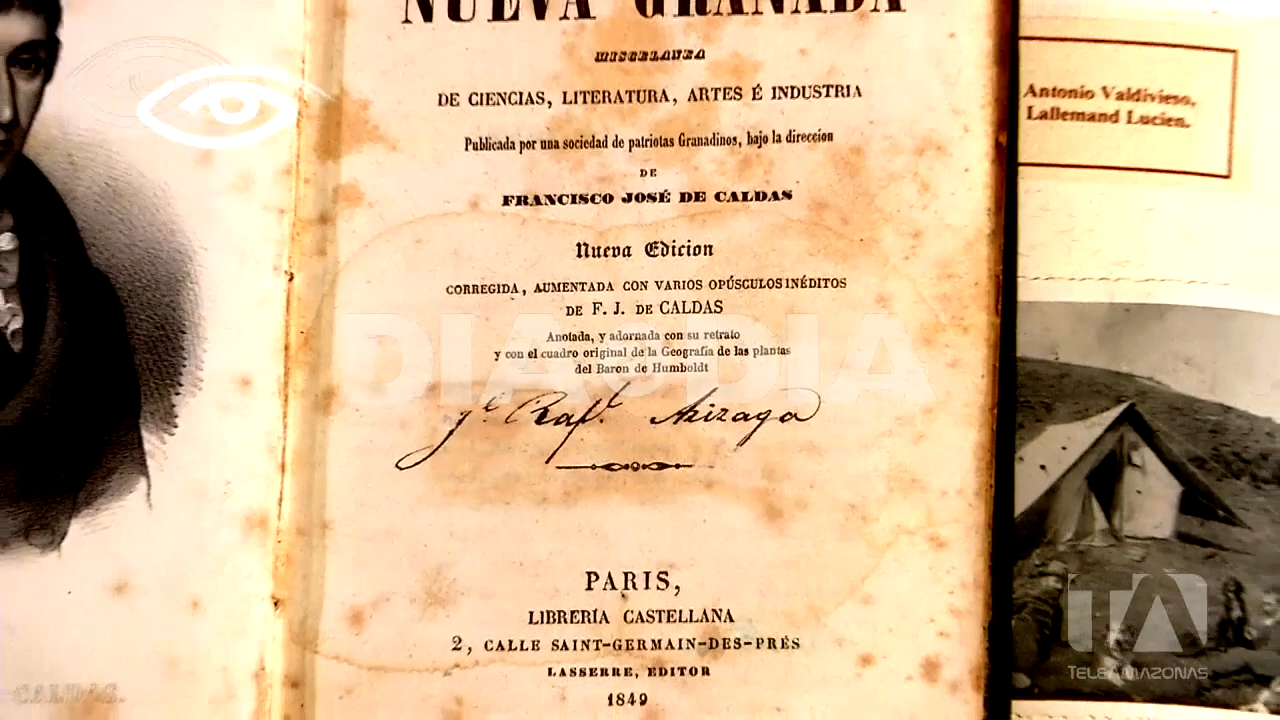 NUEVA GRANADA
MISCELANEA
DE CIENCIAS, LITERATURA, ARTES É INDUSTRIA
Publicada por una sociedad de patriotas Granadinos, bajo la direccion
DE
FRANCISCO JOSÉ DE CALDAS
Nueva Edicion
CORREGIDA, AUMENTADA CON VARIOS OPÚSCULOS INÉDITOS
DE F. J. DE CALDAS
Anotada, y adornada con su retrato
y con el cuadro original de la Geografía de las plantas
del Baron de Humboldt
PARIS,
LIBRERÍA CASTELLANA
2, CALLE SAINT-GERMAIN-DES-PRÉS
LASSERRE, EDITOR
1849
CALDAS.
Antonio Valdivieso,
Lallemand Lucien.
DIA A DIA
TA
TELEAMAZONAS